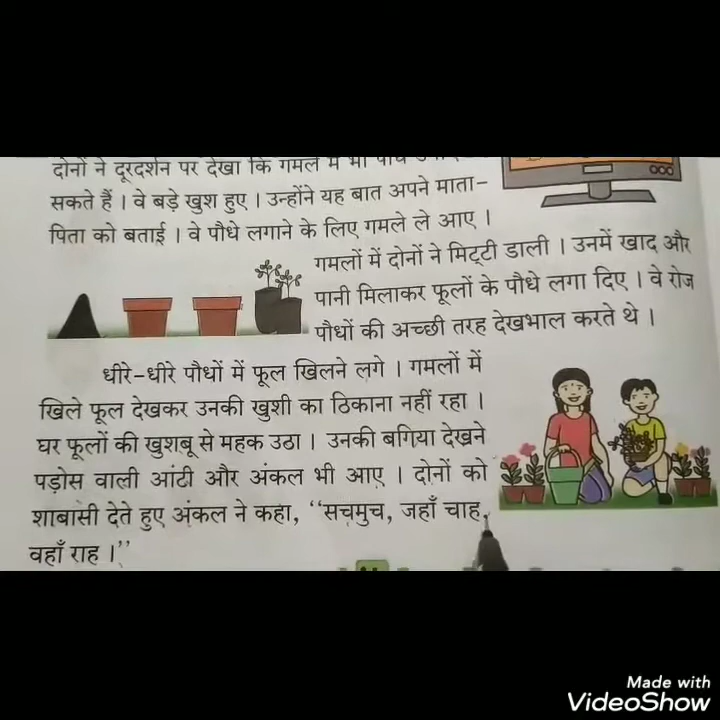 दोनों ने दूरदर्शन पर देखा कि गमले में भी पौधे
सकते हैं । वे बड़े खुश हुए । उन्होंने यह बात अपने माता-
पिता को बताई । वे पौधे लगाने के लिए गमले ले आए ।
गमलों में दोनों ने मिट्टी डाली । उनमें खाद और
पानी मिलाकर फूलों के पौधे लगा दिए । वे रोज
पौधों की अच्छी तरह देखभाल करते थे ।
धीरे-धीरे पौधों में फूल खिलने लगे । गमलों में
खिले फूल देखकर उनकी खुशी का ठिकाना नहीं रहा ।
घर फूलों की खुशबू से महक उठा । उनकी बगिया देखने
पड़ोस वाली आंटी और अंकल भी आए । दोनों को
शाबासी देते हुए अंकल ने कहा, “सचमुच, जहाँ चाह,
वहाँ राह ।”
Made with
VideoShow